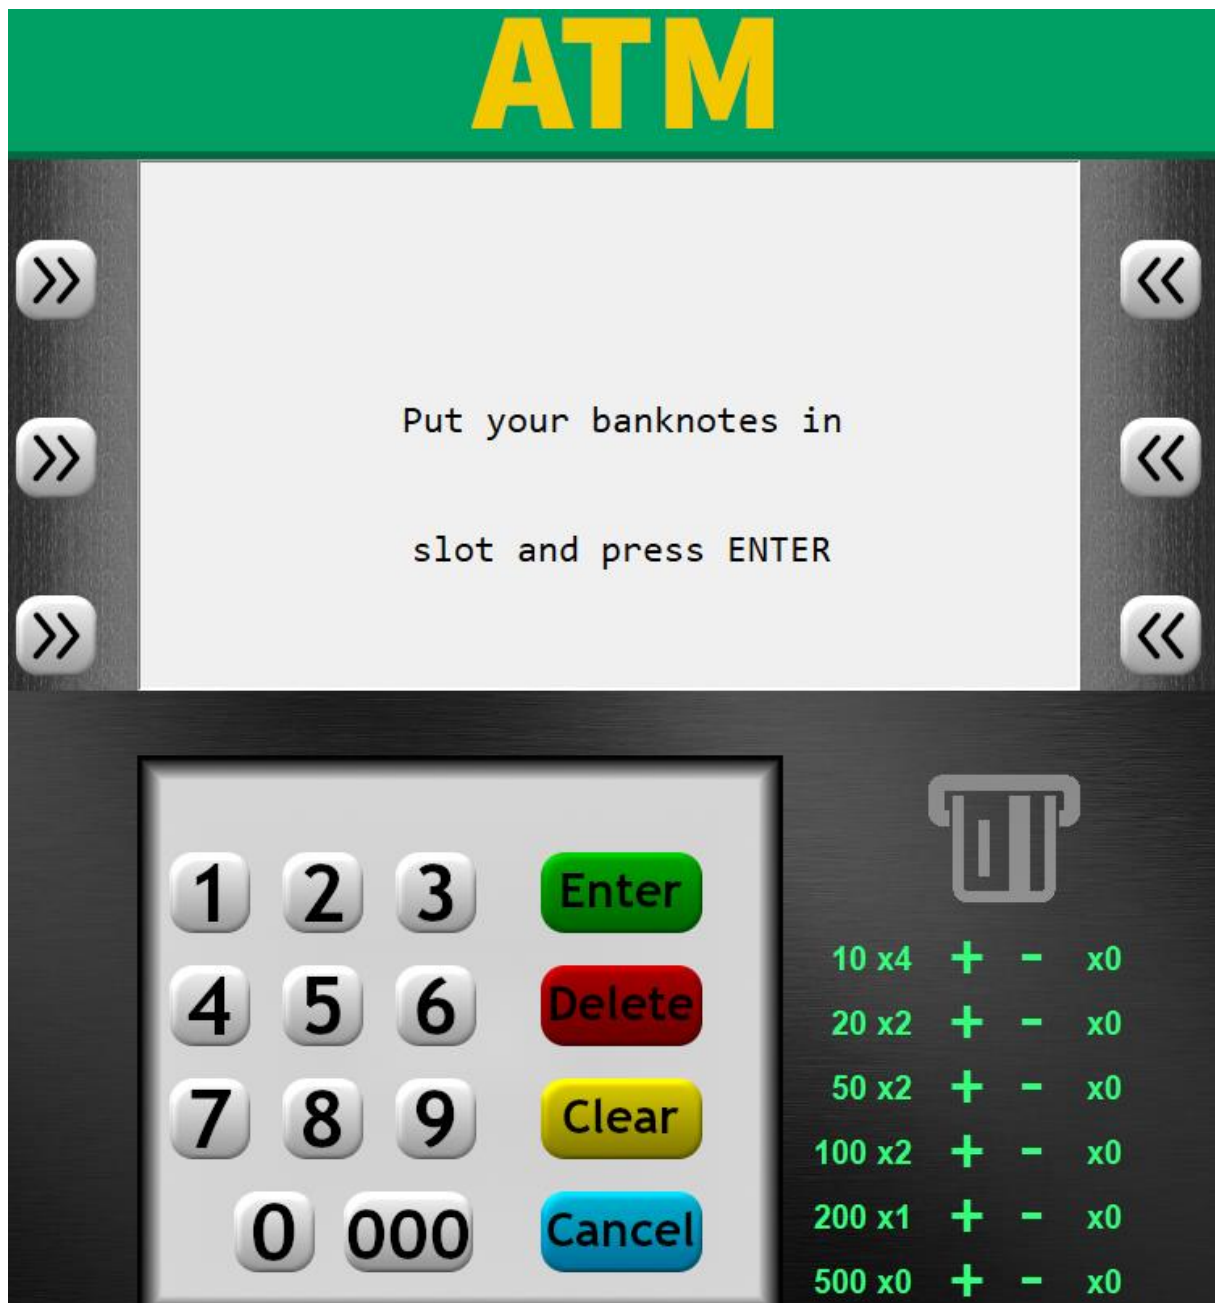 ATM
>> <<
Put your banknotes in
>> <<
slot and press ENTER
>> <<
1 2 3 Enter
4 5 6 Delete
7 8 9 Clear
0 000 Cancel
10 x4 + - x0
20 x2 + - x0
50 x2 + - x0
100 x2 + - x0
200 x1 + - x0
500 x0 + - x0